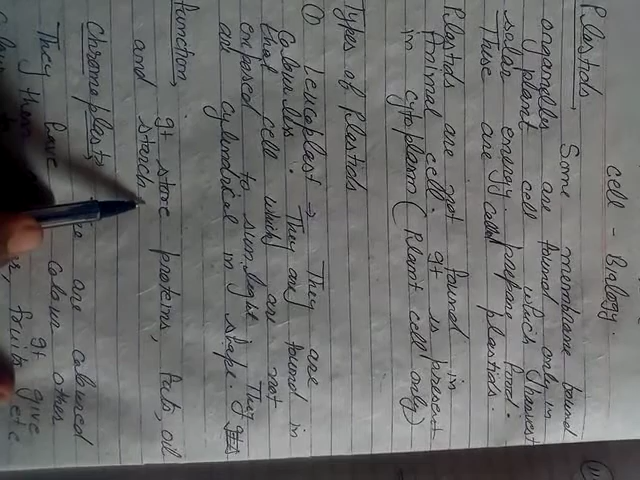 cell - Biology.
Plastids, Some membrane bound
organelles are found only in
plant cell which harvest
solar energy prepare food.
These are called plastids.
Plastids are not found in
Animal cell. It is present
in cytoplasm (Plant cell only)
Types of Plastids
① Leucoplast → They are
Colourless. They are found in
that cell which are not
exposed to sunlight. They
are cylindrical in shape.
function, It store proteins, fats, oil
and starch.
Chromoplasts, are coloured
They have colour other
them It give
fruits etc